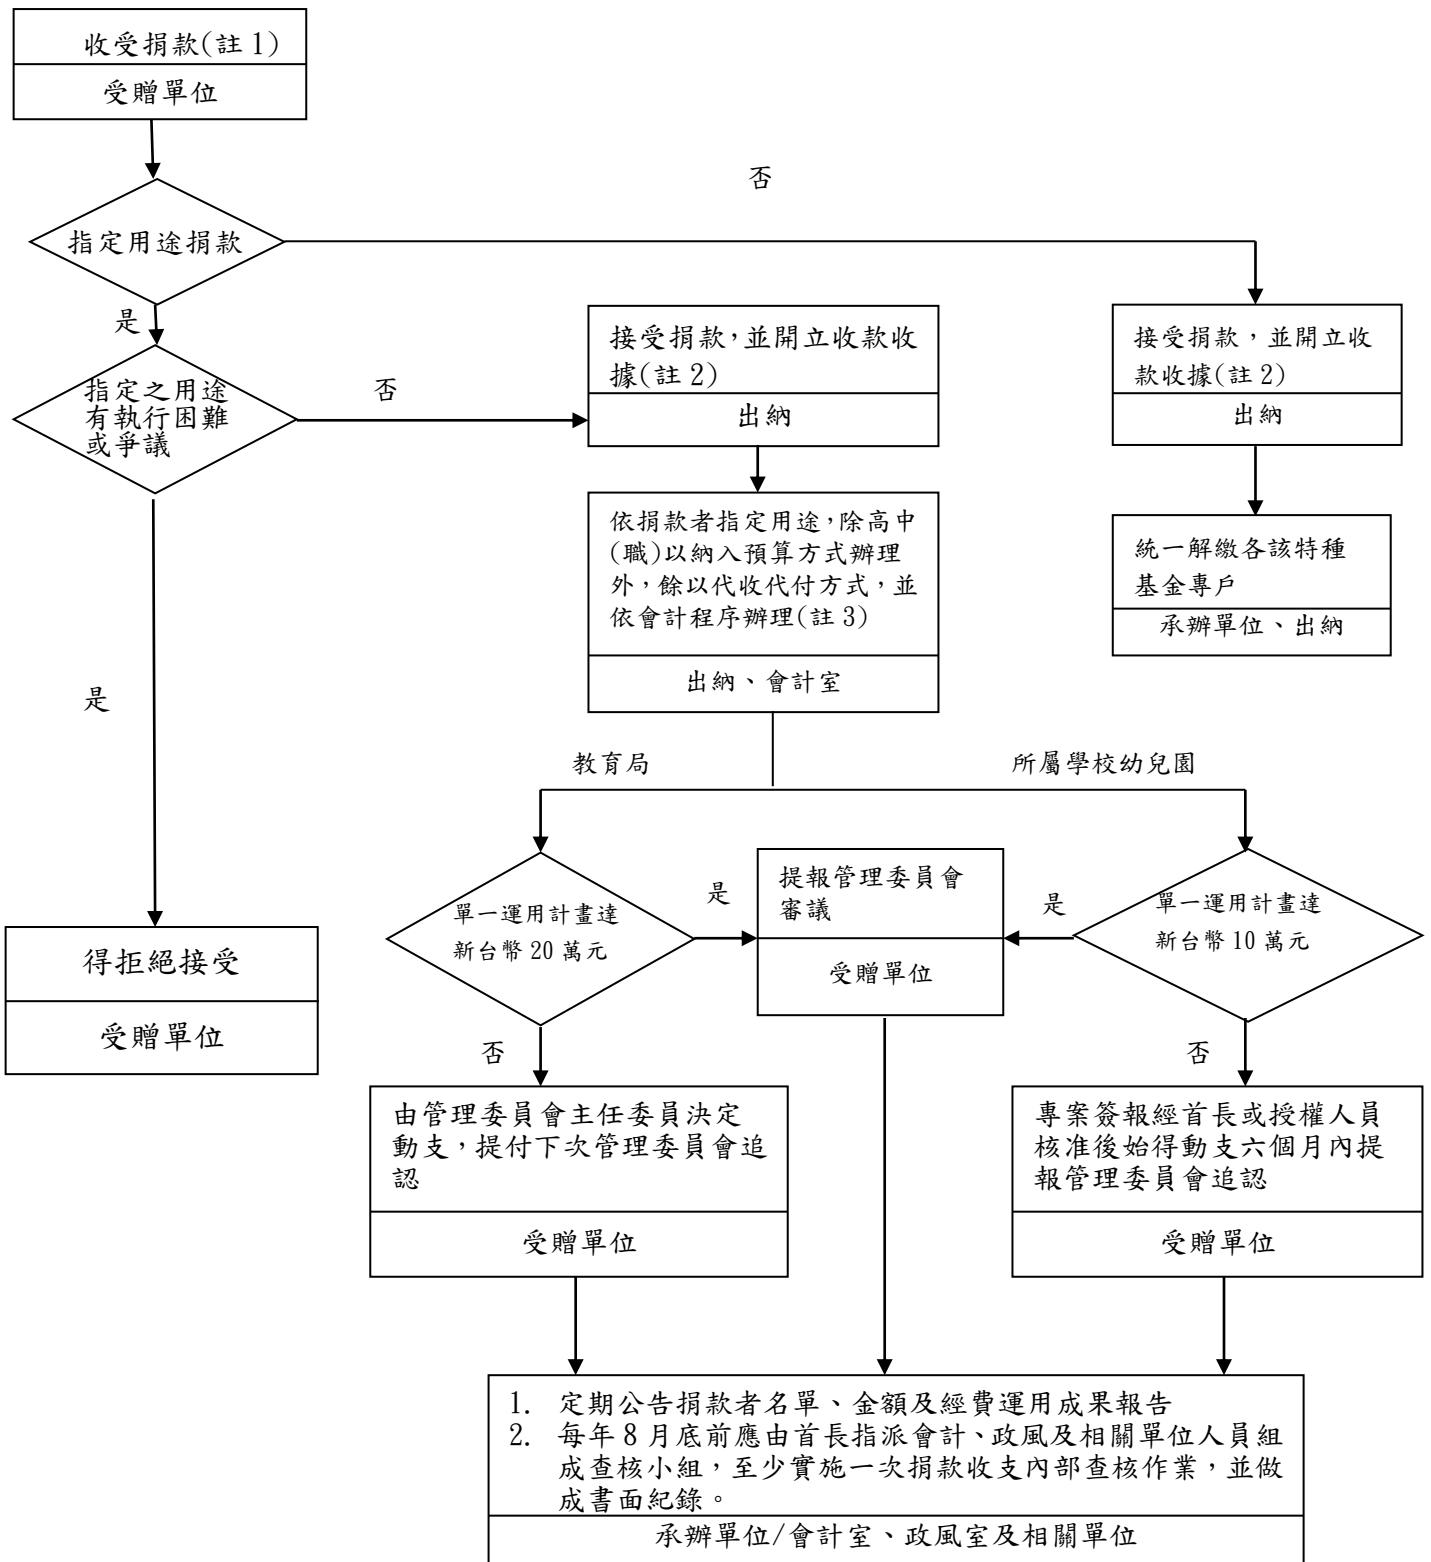 收受捐款(註 1)
受贈單位
否
指定用途捐款
是
指定之用途
有執行困難
或爭議
否
接受捐款,並開立收款收
據(註 2)
出納
接受捐款，並開立收
款收據(註 2)
出納
依捐款者指定用途,除高中
(職)以納入預算方式辦理
外，餘以代收代付方式，並
依會計程序辦理(註 3)
出納、會計室
統一解繳各該特種
基金專戶
承辦單位、出納
是
教育局
所屬學校幼兒園
單一運用計畫達
新台幣 20 萬元
是
提報管理委員會
審議
受贈單位
是
單一運用計畫達
新台幣 10 萬元
得拒絕接受
受贈單位
否
否
由管理委員會主任委員決定
動支，提付下次管理委員會追
認
受贈單位
專案簽報經首長或授權人員
核准後始得動支六個月內提
報管理委員會追認
受贈單位
1. 定期公告捐款者名單、金額及經費運用成果報告
2. 每年 8 月底前應由首長指派會計、政風及相關單位人員組
成查核小組，至少實施一次捐款收支內部查核作業，並做
成書面紀錄。
承辦單位/會計室、政風室及相關單位